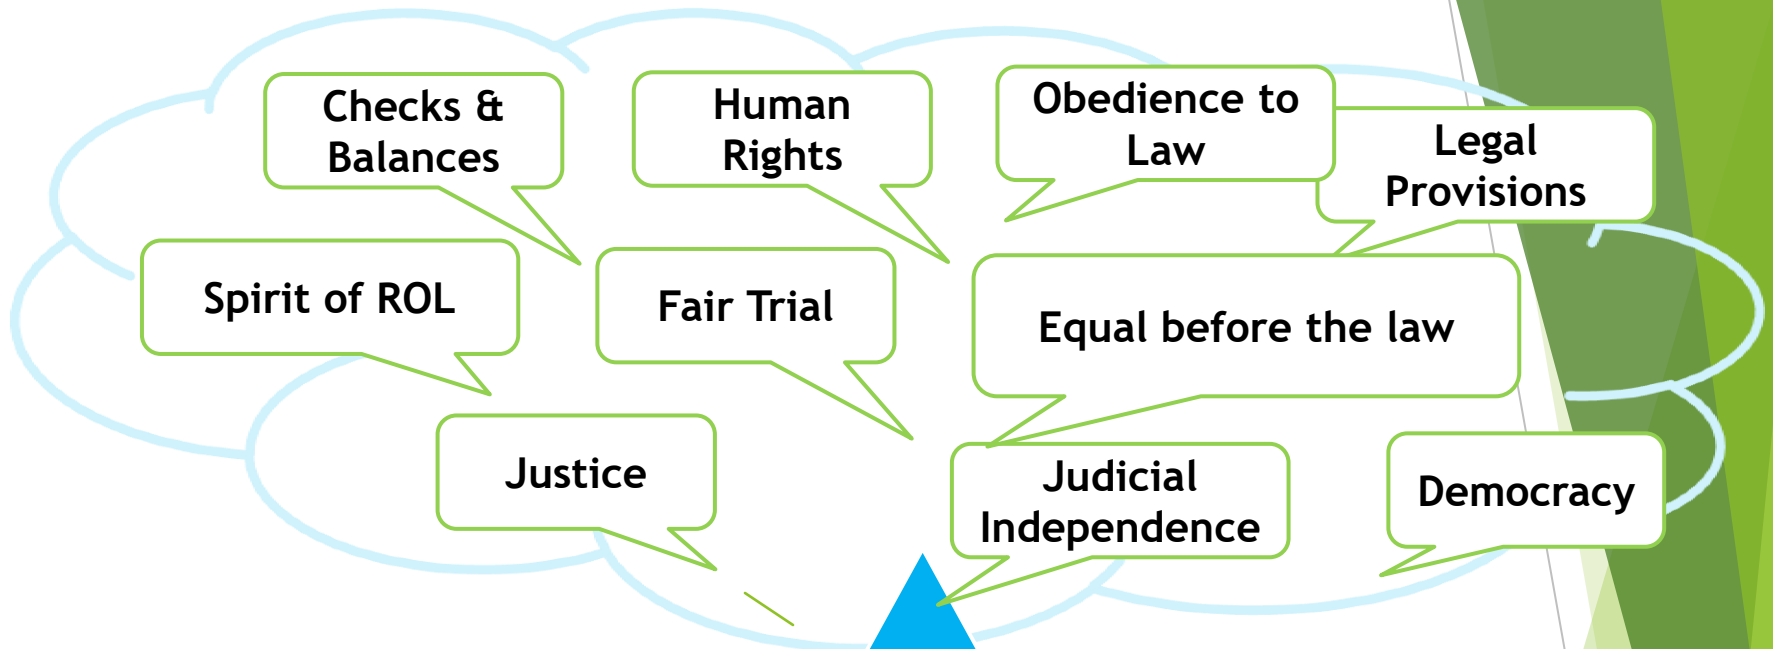 Checks &
Balances
Human
Rights
Obedience to
Law
Legal
Provisions
Spirit of ROL
Fair Trial
Equal before the law
Justice
Judicial
Independence
Democracy